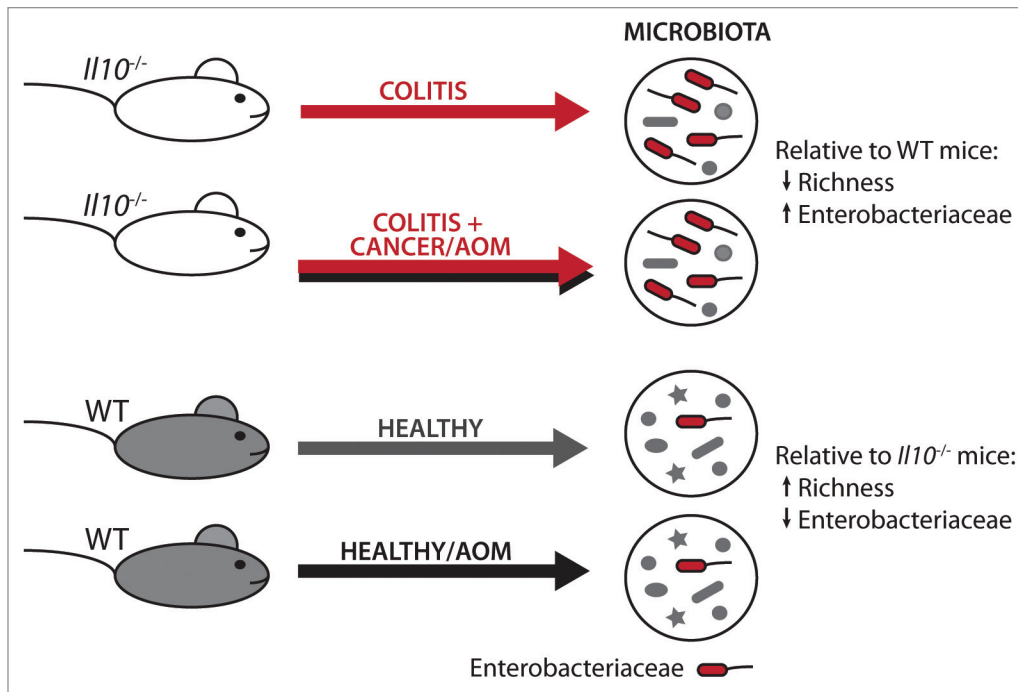 MICROBIOTA
Il10-/-
COLITIS
Relative to WT mice:
↓ Richness
↑ Enterobacteriaceae
Il10-/-
COLITIS +
CANCER/AOM
WT
HEALTHY
Relative to Il10-/- mice:
↑ Richness
↓ Enterobacteriaceae
WT
HEALTHY/AOM
Enterobacteriaceae